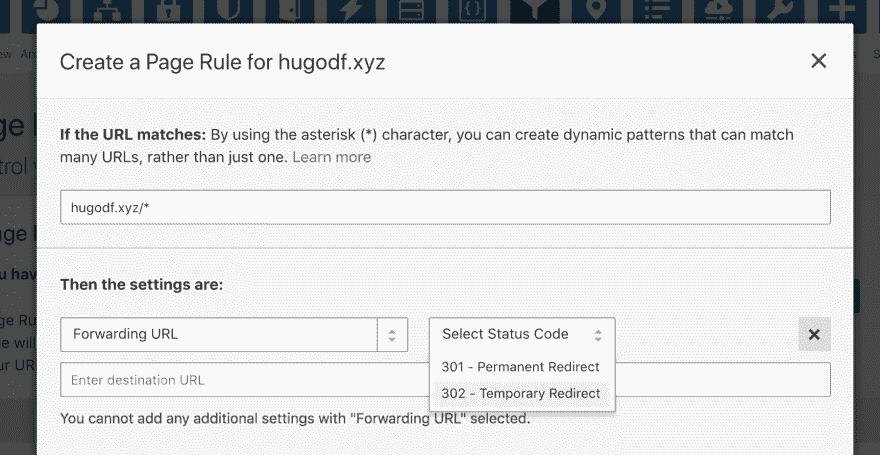 Create a Page Rule for hugodf.xyz
If the URL matches: By using the asterisk (*) character, you can create dynamic patterns that can match
many URLs, rather than just one. Learn more
hugodf.xyz/*
Then the settings are:
Forwarding URL
Select Status Code
301 - Permanent Redirect
302 - Temporary Redirect
Enter destination URL
You cannot add any additional settings with "Forwarding URL" selected.